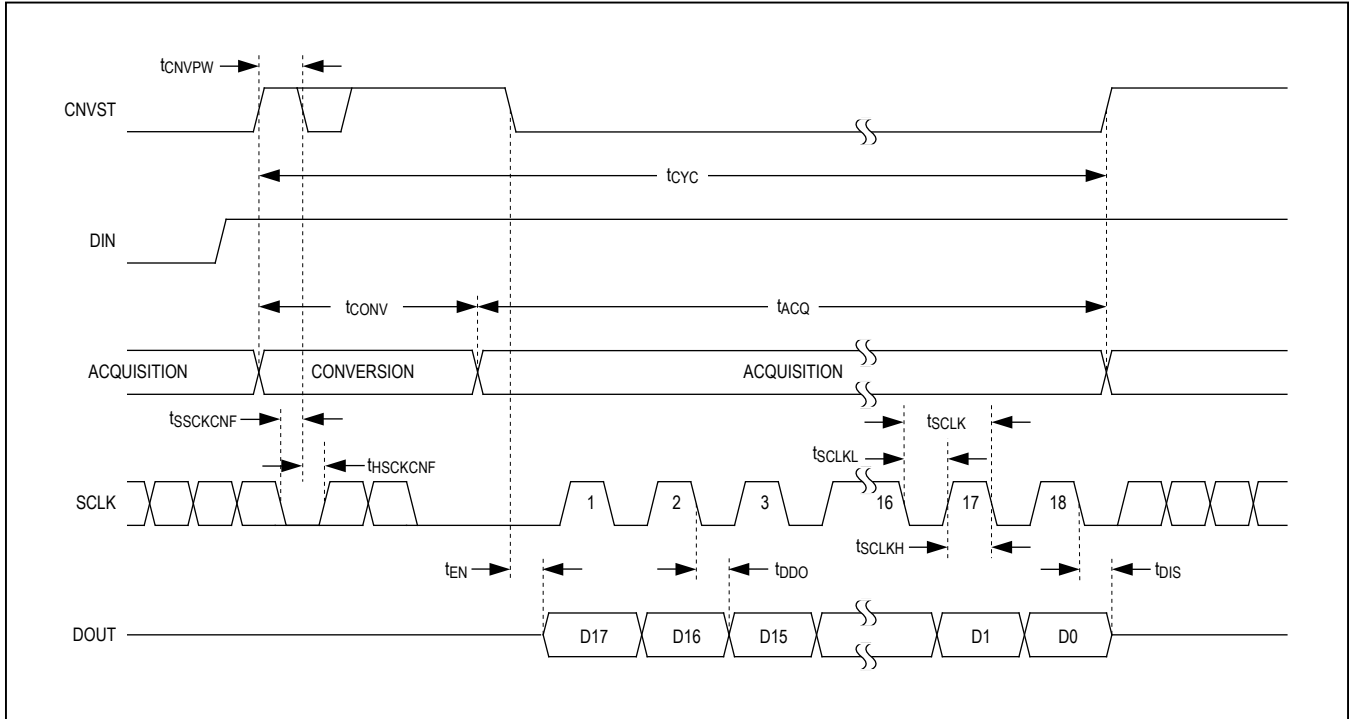 tCNVPW
CNVST
tCYC
DIN
tCONV
tACQ
ACQUISITION
CONVERSION
ACQUISITION
tSSCKCNF
tSCLK
tHSCKCNF
tSCLKL
SCLK
1
2
3
16
17
18
tSCLKH
tEN
tDDO
tDIS
DOUT
D17
D16
D15
D1
D0